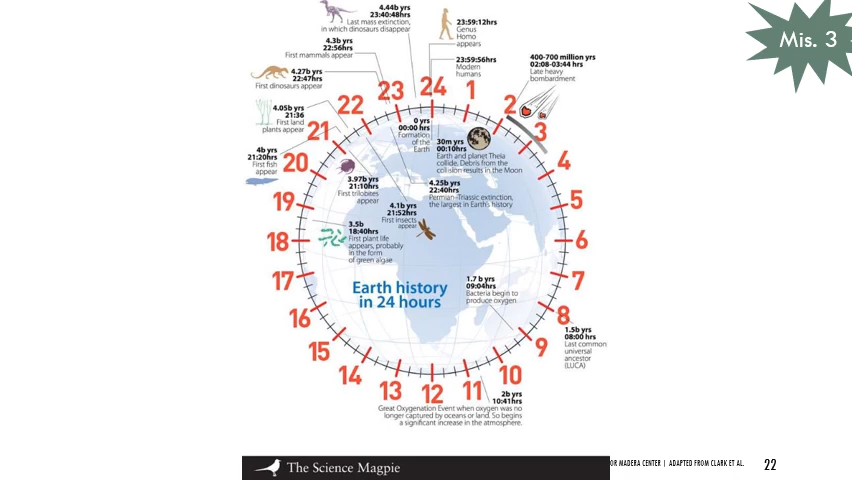 Mis. 3
4.44b yrs
23:40:48hrs
Last mass extinction,
in which dinosaurs disappear
23:59:12hrs
Genus
Homo
appears
4.3b yrs
22:56hrs
First mammals appear
23:59:56hrs
Modern
humans
400-700 million yrs
02:08-03:44 hrs
Late heavy
bombardment
4.27b yrs
22:47hrs
First dinosaurs appear
4.05b yrs
21:36
First land
plants appear
4b yrs
21:20hrs
First fish
appear
0 yrs
00:00 hrs
Formation
of the
Earth
30m yrs
00:10hrs
Earth and planet Theia
collide. Debris from the
collision results in the Moon
3.97b yrs
21:10hrs
First trilobites
appear
4.25b yrs
22:40hrs
Permian-Triassic extinction,
the largest in Earth's history
4.1b yrs
21:52hrs
First insects
appear
3.5b
18:40hrs
First plant life
appears, probably
in the form
of green algae
Earth history
in 24 hours
1.7 b yrs
09:04hrs
Bacteria begin to
produce oxygen
1.5b yrs
08:00 hrs
Last common
universal
ancestor
(LUCA)
2b yrs
10:41hrs
Great Oxygenation Event when oxygen was no
longer captured by oceans or land. So begins
a significant increase in the atmosphere.
24
1
2
3
4
5
6
7
8
9
10
11
12
13
14
15
16
17
18
19
20
21
22
23
The Science Magpie
OR MADERA CENTER | ADAPTED FROM CLARK ET AL.
22